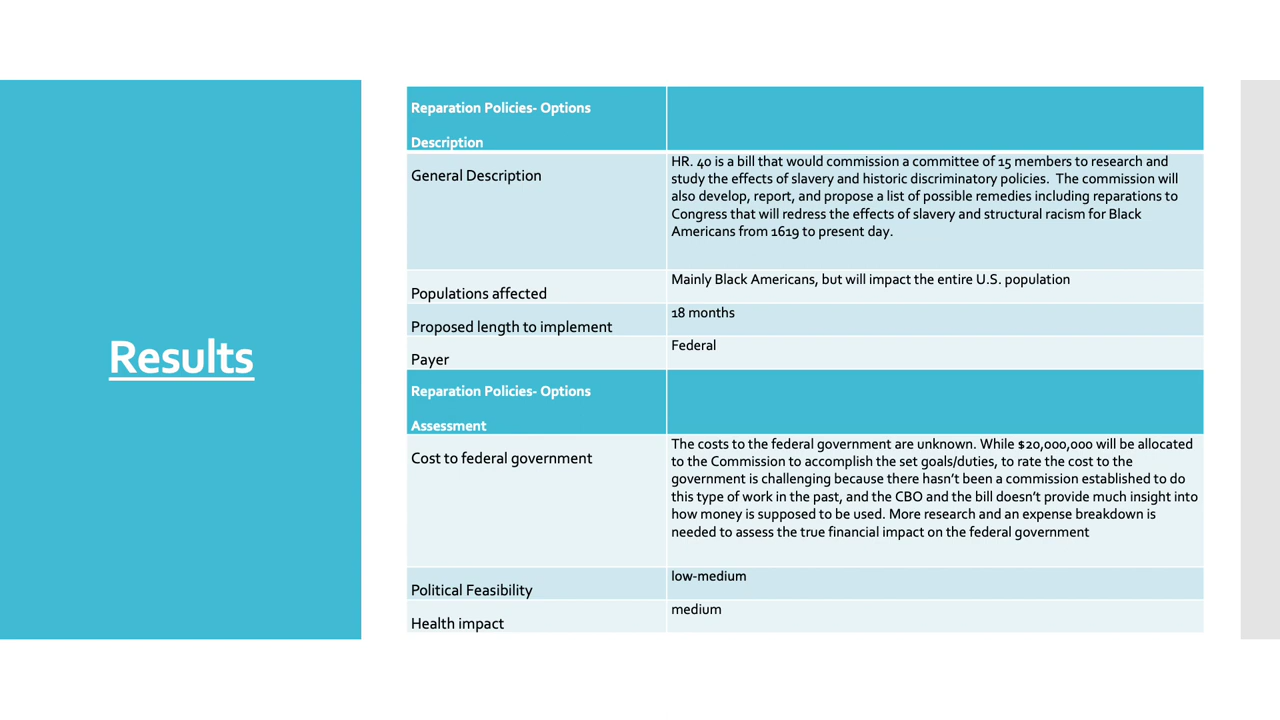 Results
Reparation Policies- Options
Description
General Description
HR. 40 is a bill that would commission a committee of 15 members to research and
study the effects of slavery and historic discriminatory policies.  The commission will
also develop, report, and propose a list of possible remedies including reparations to
Congress that will redress the effects of slavery and structural racism for Black
Americans from 1619 to present day.
Populations affected
Mainly Black Americans, but will impact the entire U.S. population
Proposed length to implement
18 months
Payer
Federal
Reparation Policies- Options
Assessment
Cost to federal government
The costs to the federal government are unknown. While $20,000,000 will be allocated
to the Commission to accomplish the set goals/duties, to rate the cost to the
government is challenging because there hasn’t been a commission established to do
this type of work in the past, and the CBO and the bill doesn’t provide much insight into
how money is supposed to be used. More research and an expense breakdown is
needed to assess the true financial impact on the federal government
Political Feasibility
low-medium
Health impact
medium